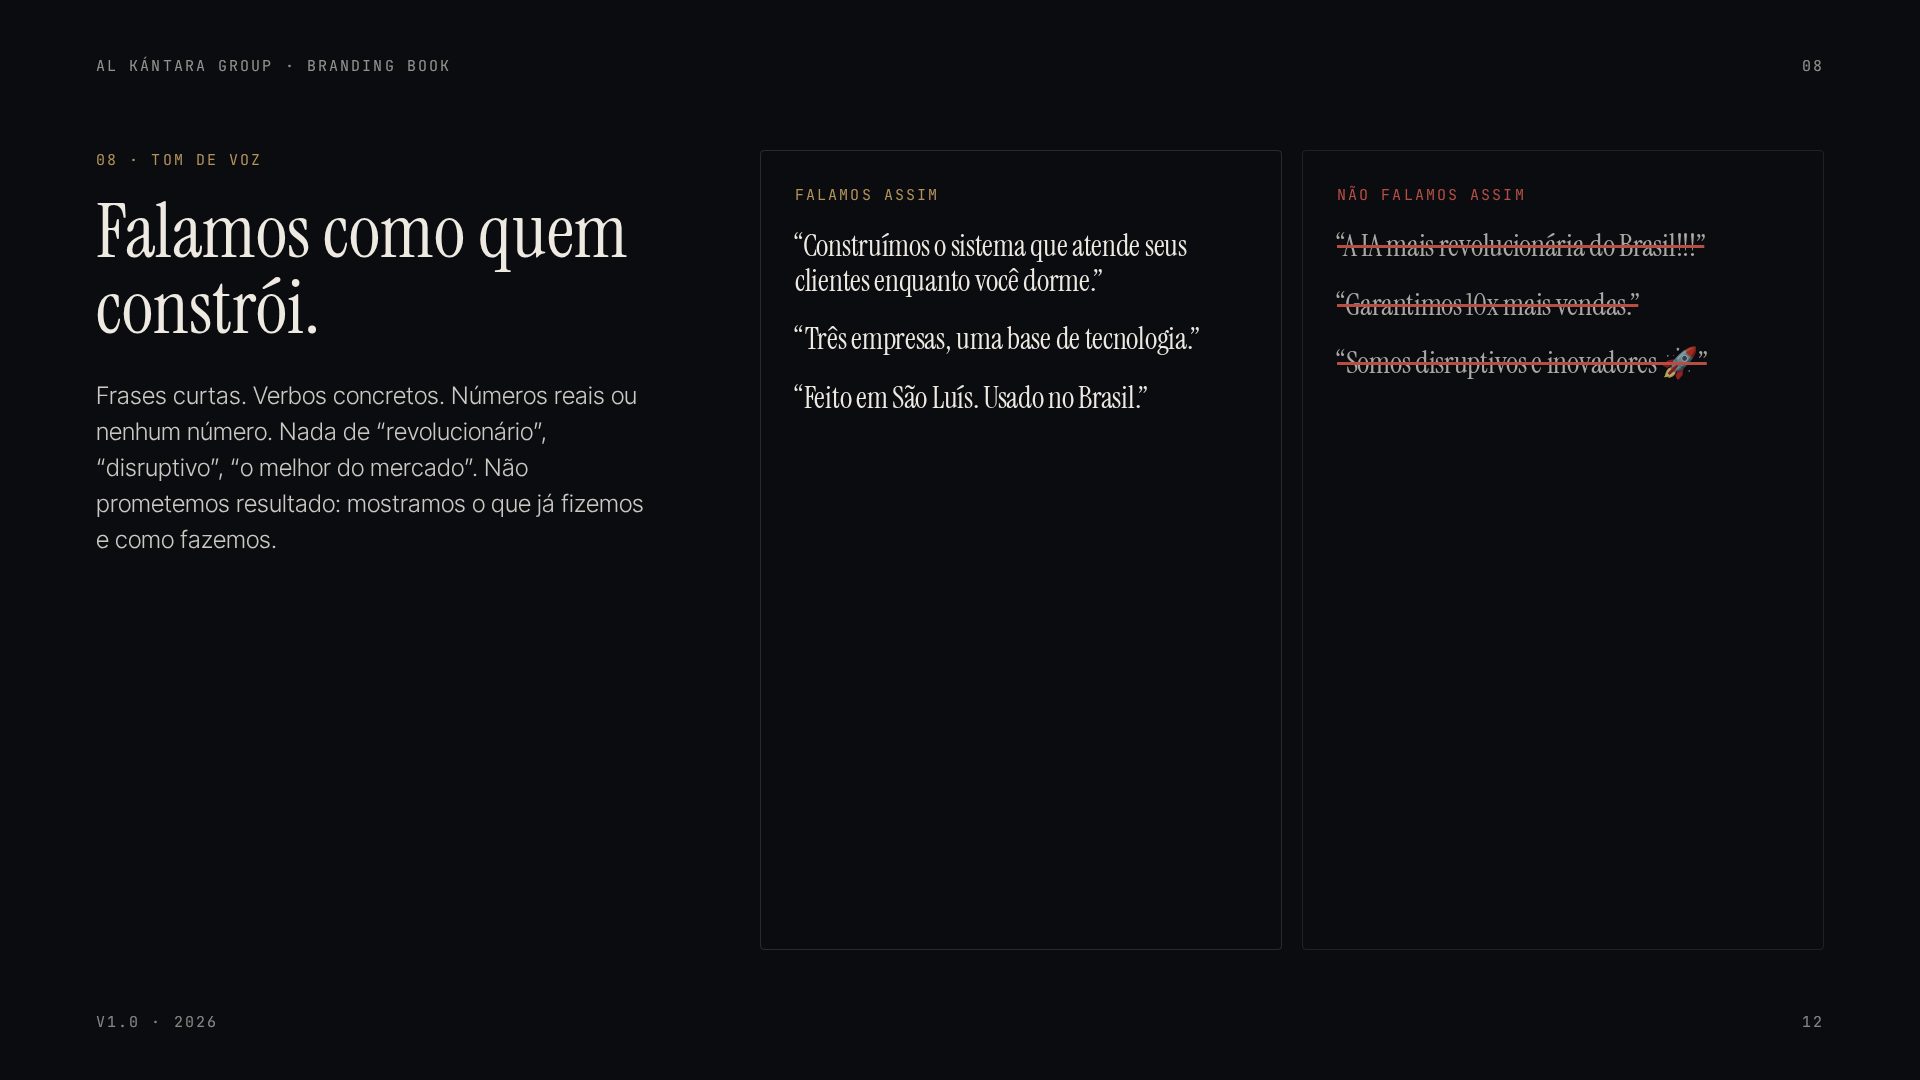 AL KÁNTARA GROUP · BRANDING BOOK
08
08 · TOM DE VOZ
Falamos como quem
constrói.
Frases curtas. Verbos concretos. Números reais ou
nenhum número. Nada de “revolucionário”,
“disruptivo”, “o melhor do mercado”. Não
prometemos resultado: mostramos o que já fizemos
e como fazemos.
FALAMOS ASSIM
“Construímos o sistema que atende seus
clientes enquanto você dorme.”
“Três empresas, uma base de tecnologia.”
“Feito em São Luís. Usado no Brasil.”
NÃO FALAMOS ASSIM
“A IA mais revolucionária do Brasil!!!”
“Garantimos 10x mais vendas.”
“Somos disruptivos e inovadores 🚀”
V1.0 · 2026
12